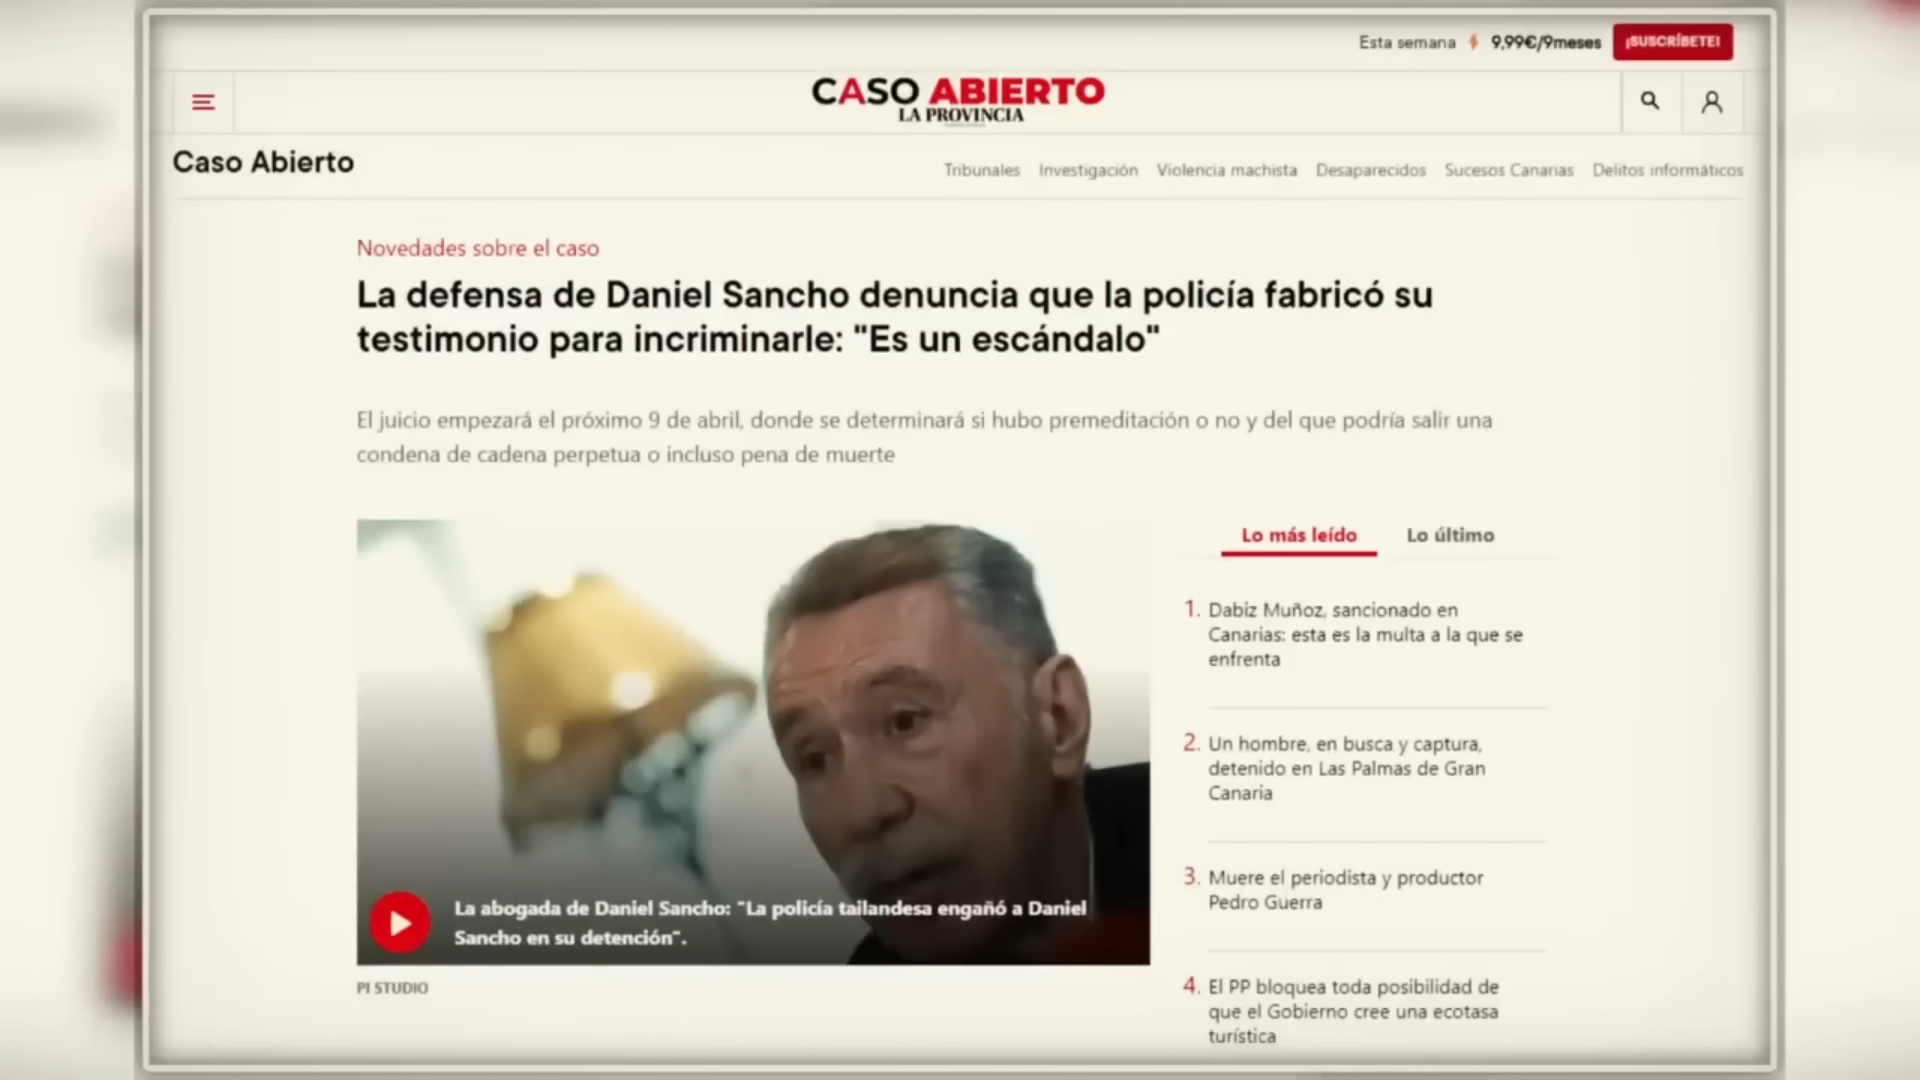 Esta semana 9,99€/9meses ¡SUSCRÍBETE!
CASO ABIERTO
LA PROVINCIA
Caso Abierto
Tribunales Investigación Violencia machista Desaparecidos Sucesos Canarias Delitos informáticos
Novedades sobre el caso
La defensa de Daniel Sancho denuncia que la policía fabricó su
testimonio para incriminarle: "Es un escándalo"
El juicio empezará el próximo 9 de abril, donde se determinará si hubo premeditación o no y del que podría salir una
condena de cadena perpetua o incluso pena de muerte
La abogada de Daniel Sancho: "La policía tailandesa engañó a Daniel
Sancho en su detención".
PI STUDIO
Lo más leído Lo último
1. Dabiz Muñoz, sancionado en
Canarias: esta es la multa a la que se
enfrenta
2. Un hombre, en busca y captura,
detenido en Las Palmas de Gran
Canaria
3. Muere el periodista y productor
Pedro Guerra
4. El PP bloquea toda posibilidad de
que el Gobierno cree una ecotasa
turística